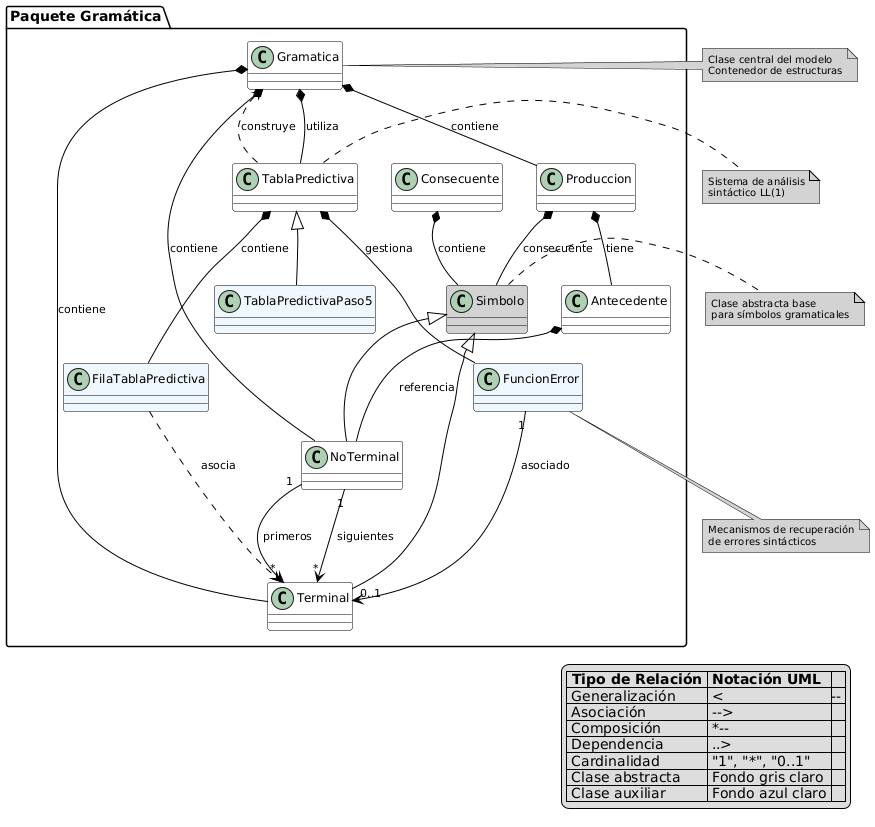 Paquete Gramática
C Gramatica
Clase central del modelo
Contenedor de estructuras
construye
utiliza
contiene
C TablaPredictiva
C Consecuente
C Produccion
Sistema de análisis
sintáctico LL(1)
contiene
contiene
gestiona
contiene
consecuente
tiene
C TablaPredictivaPaso5
C Simbolo
C Antecedente
Clase abstracta base
para símbolos gramaticales
contiene
C FilaTablaPredictiva
referencia
C FuncionError
1
asocia
C NoTerminal
asociado
1
1
primeros
siguientes
Mecanismos de recuperación
de errores sintácticos
*
*
C Terminal
0..1
Tipo de Relación Notación UML
Generalización < --
Asociación -->
Composición *--
Dependencia ..>
Cardinalidad "1", "*", "0..1"
Clase abstracta Fondo gris claro
Clase auxiliar Fondo azul claro